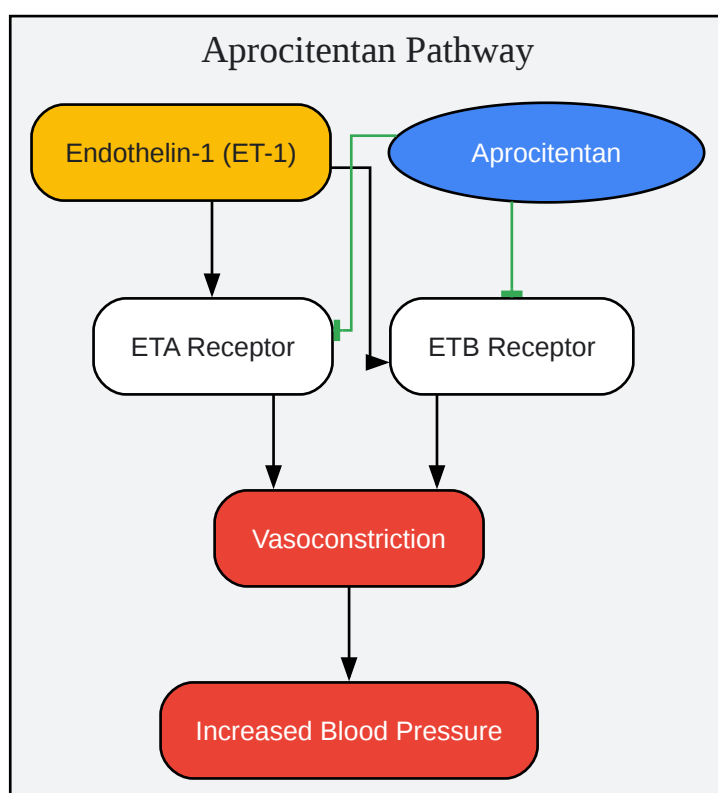 Aprocitentan Pathway
Endothelin-1 (ET-1)
Aprocitentan
ETA Receptor
ETB Receptor
Vasoconstriction
Increased Blood Pressure